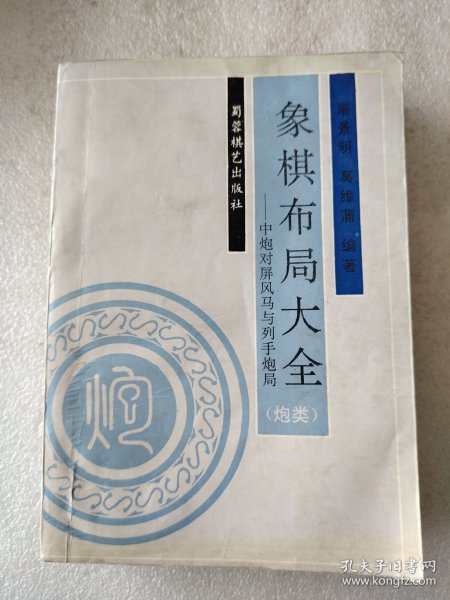 屠景明 葛维蒲 编著
象棋布局大全
(炮类)
——中炮对屏风马与列手炮局
蜀蓉棋艺出版社
炮
孔夫子旧书网
www.kongfz.com